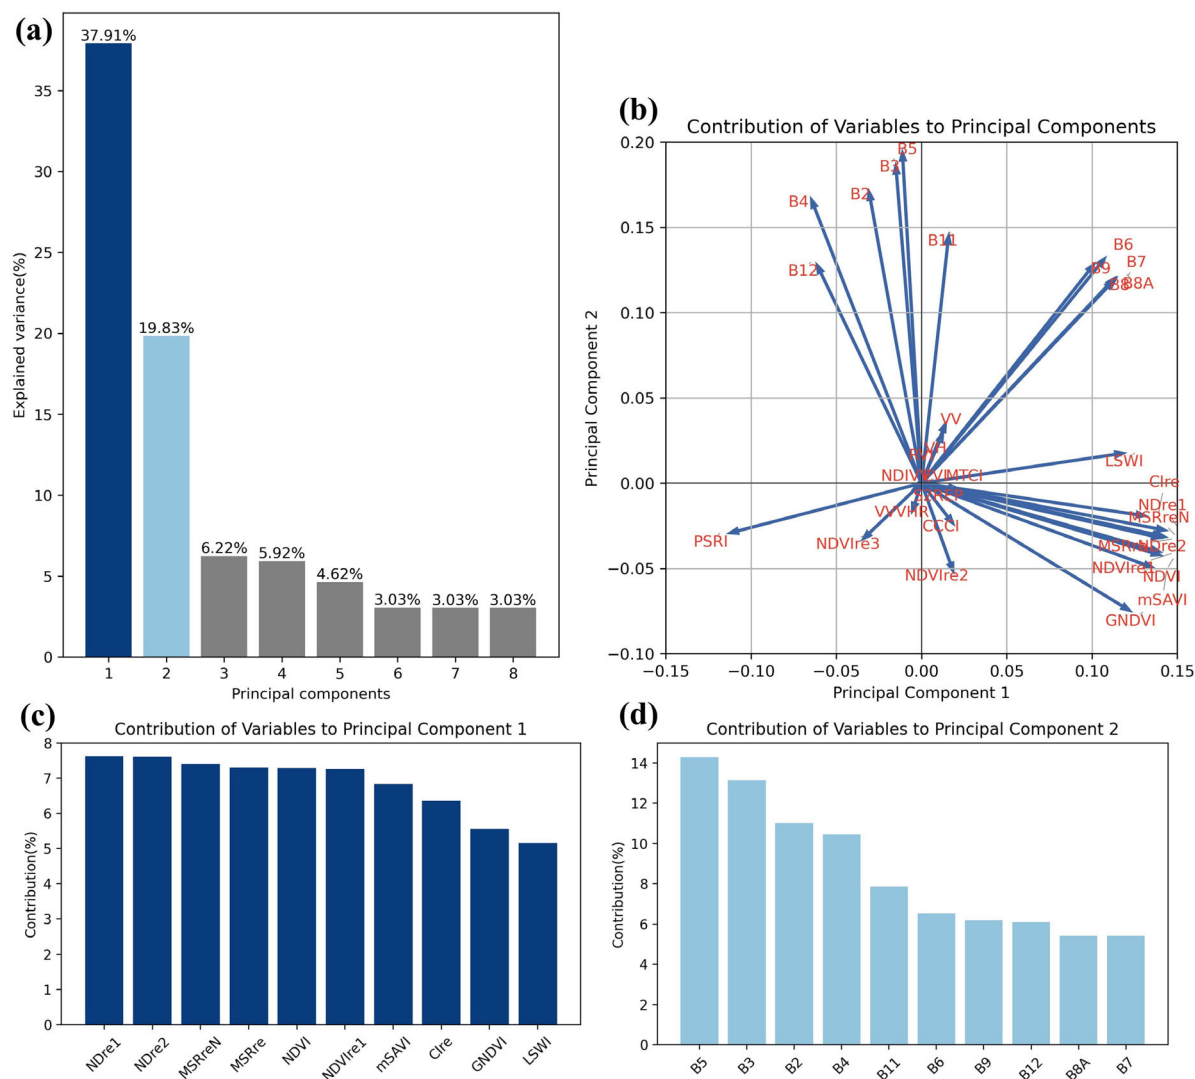 (a)
37.91%
19.83%
6.22%
5.92%
4.62%
3.03%
3.03%
3.03%
35
30
25
20
15
10
5
0
Explained variance(%)
1 2 3 4 5 6 7 8
Principal components
(b)
Contribution of Variables to Principal Components
0.20
0.15
0.10
0.05
0.00
−0.05
−0.10
Principal Component 2
B5
B3
B4
B2
B11
B12
B6
B7
B9
B8
B8A
VV
VH
LSWI
MTCI
CIre
NDre1
MSRreN
CCCI
PSRI
NDVIre3
MSRre
NDre2
NDVIre2
NDVIre1
NDVI
mSAVI
GNDVI
−0.15 −0.10 −0.05 0.00 0.05 0.10 0.15
Principal Component 1
(c)
Contribution of Variables to Principal Component 1
8
7
6
5
4
3
2
1
0
Contribution(%)
NDre1 NDre2 MSRreN MSRre NDVI NDVIre1 mSAVI CIre GNDVI LSWI
(d)
Contribution of Variables to Principal Component 2
14
12
10
8
6
4
2
0
Contribution(%)
B5 B3 B2 B4 B11 B6 B9 B12 B8A B7